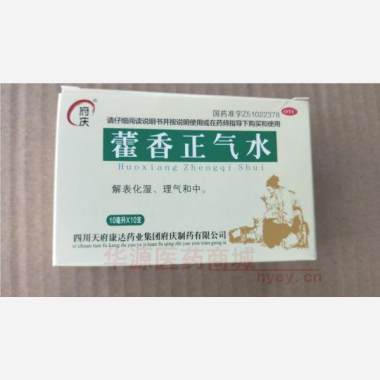 府庆
国药准字Z51022378
OTC
请仔细阅读说明书并按说明使用或在药师指导下购买和使用
藿香正气水
Huoxiang Zhengqi Shui
解表化湿、理气和中。
10毫升X10支
四川天府康达药业集团府庆制药有限公司
华源医药商城
hyey.cn